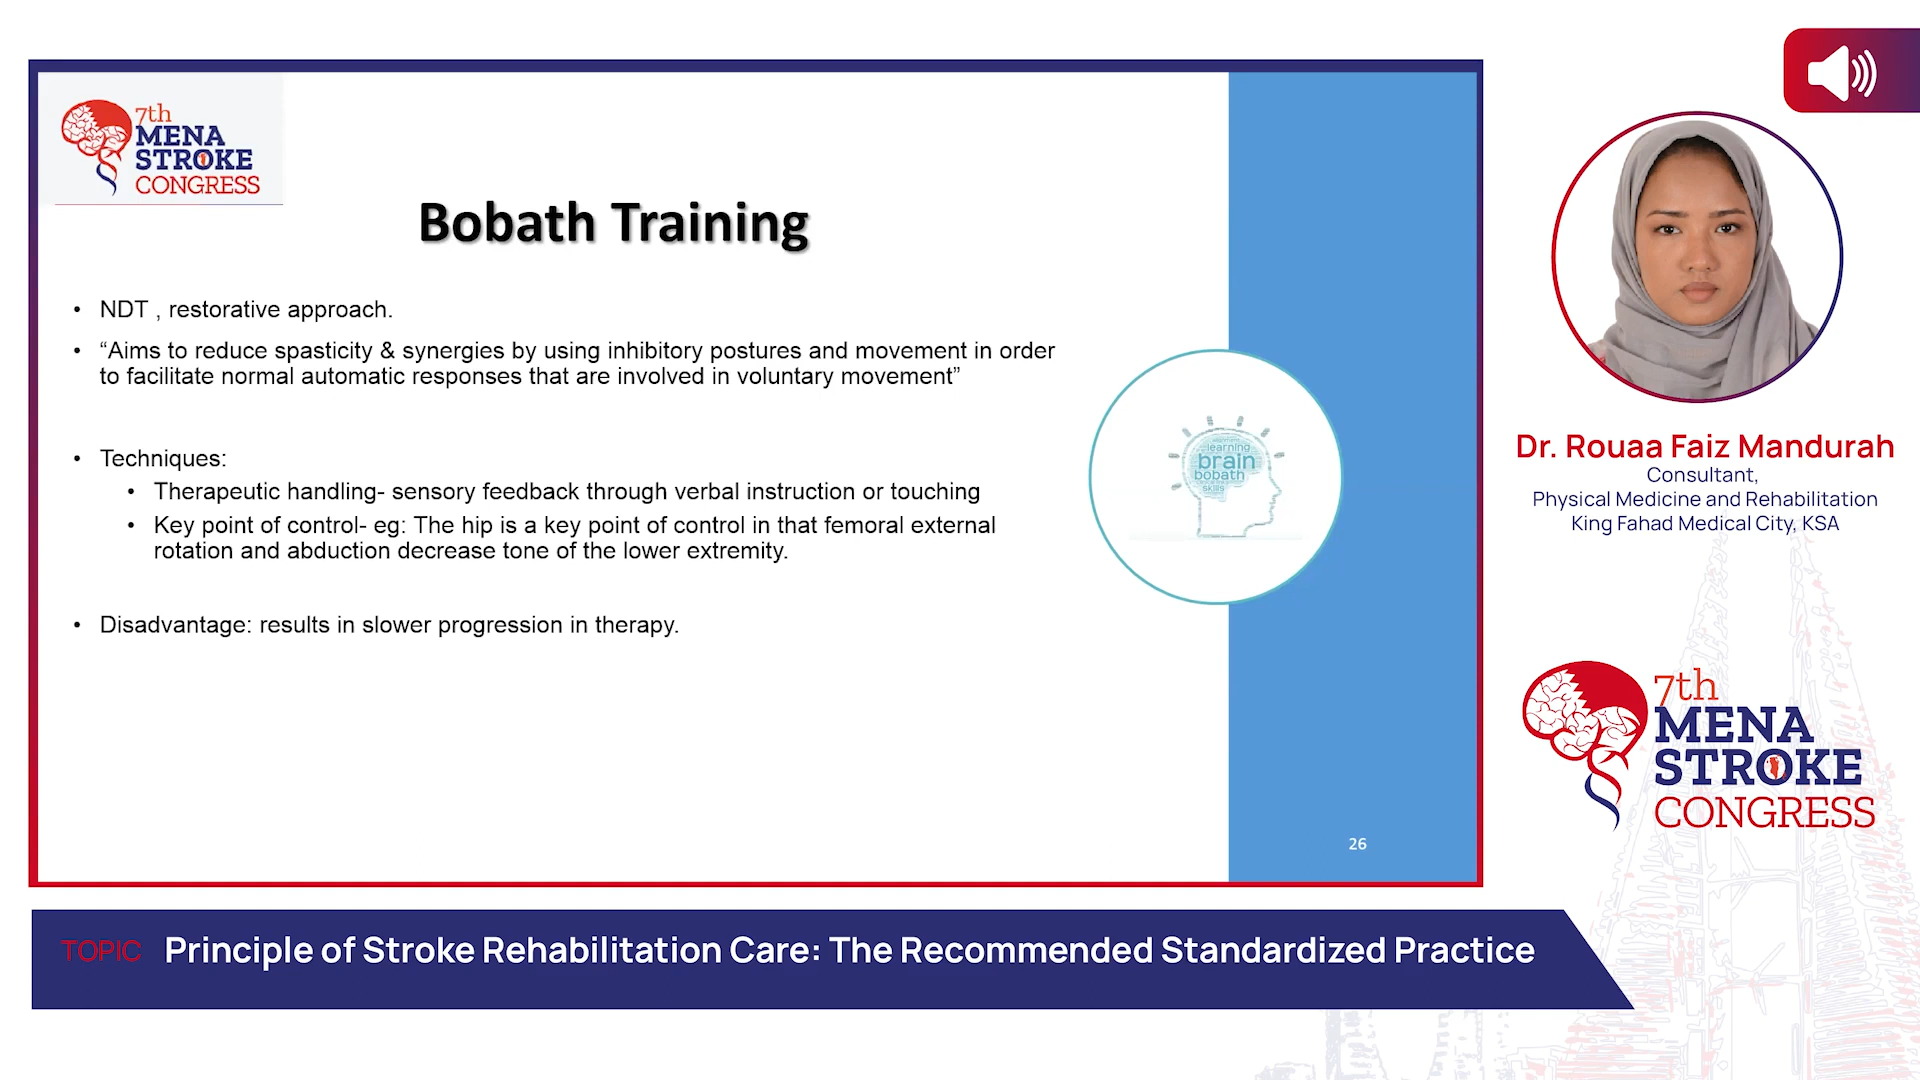 7th
MENA
STROKE
CONGRESS
Bobath Training
• NDT , restorative approach.
• “Aims to reduce spasticity & synergies by using inhibitory postures and movement in order
to facilitate normal automatic responses that are involved in voluntary movement”
• Techniques:
• Therapeutic handling- sensory feedback through verbal instruction or touching
• Key point of control- eg: The hip is a key point of control in that femoral external
rotation and abduction decrease tone of the lower extremity.
• Disadvantage: results in slower progression in therapy.
learning
brain
bobath
skills
26
Dr. Rouaa Faiz Mandurah
Consultant,
Physical Medicine and Rehabilitation
King Fahad Medical City, KSA
7th
MENA
STROKE
CONGRESS
TOPIC Principle of Stroke Rehabilitation Care: The Recommended Standardized Practice